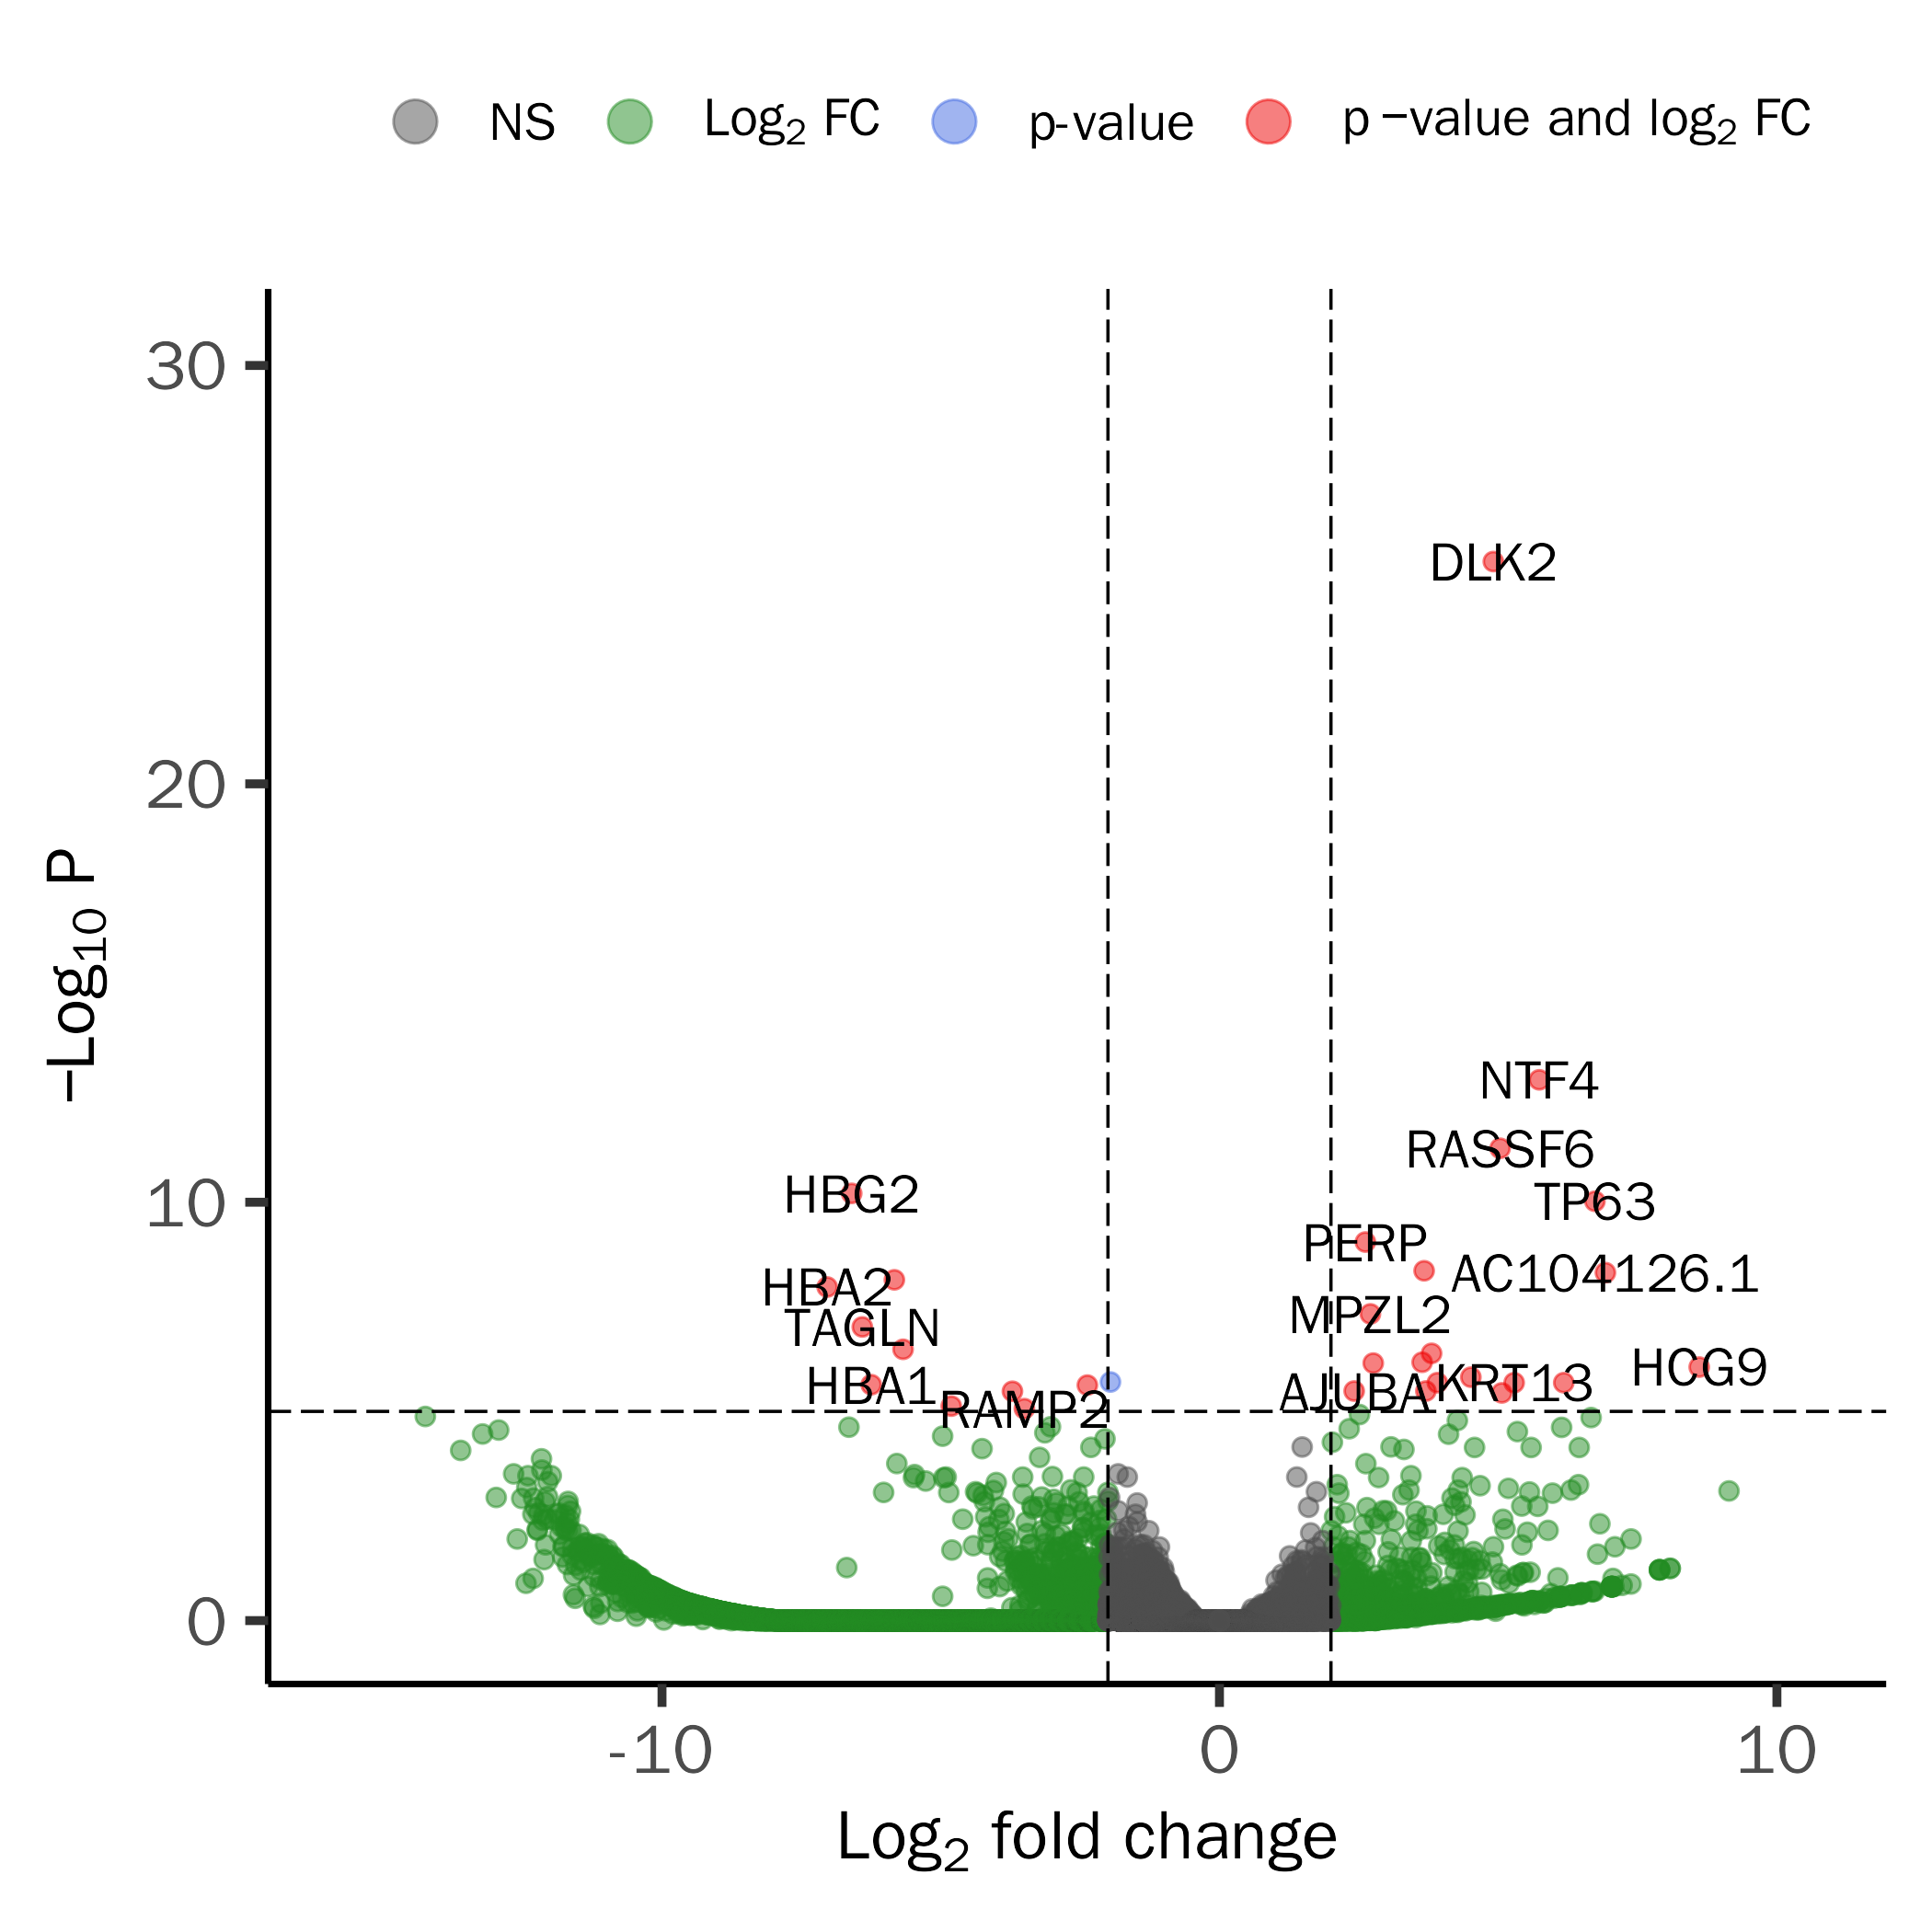 NS Log2 FC p-value p −value and log2 FC
30
20
10
0
−Log10 P
DLK2
NTF4
RASSF6
HBG2
TP63
PERP
AC104126.1
HBA2
MPZL2
TAGLN
HCG9
HBA1
KRT13
AJUBA
RAMP2
-10 0 10
Log2 fold change